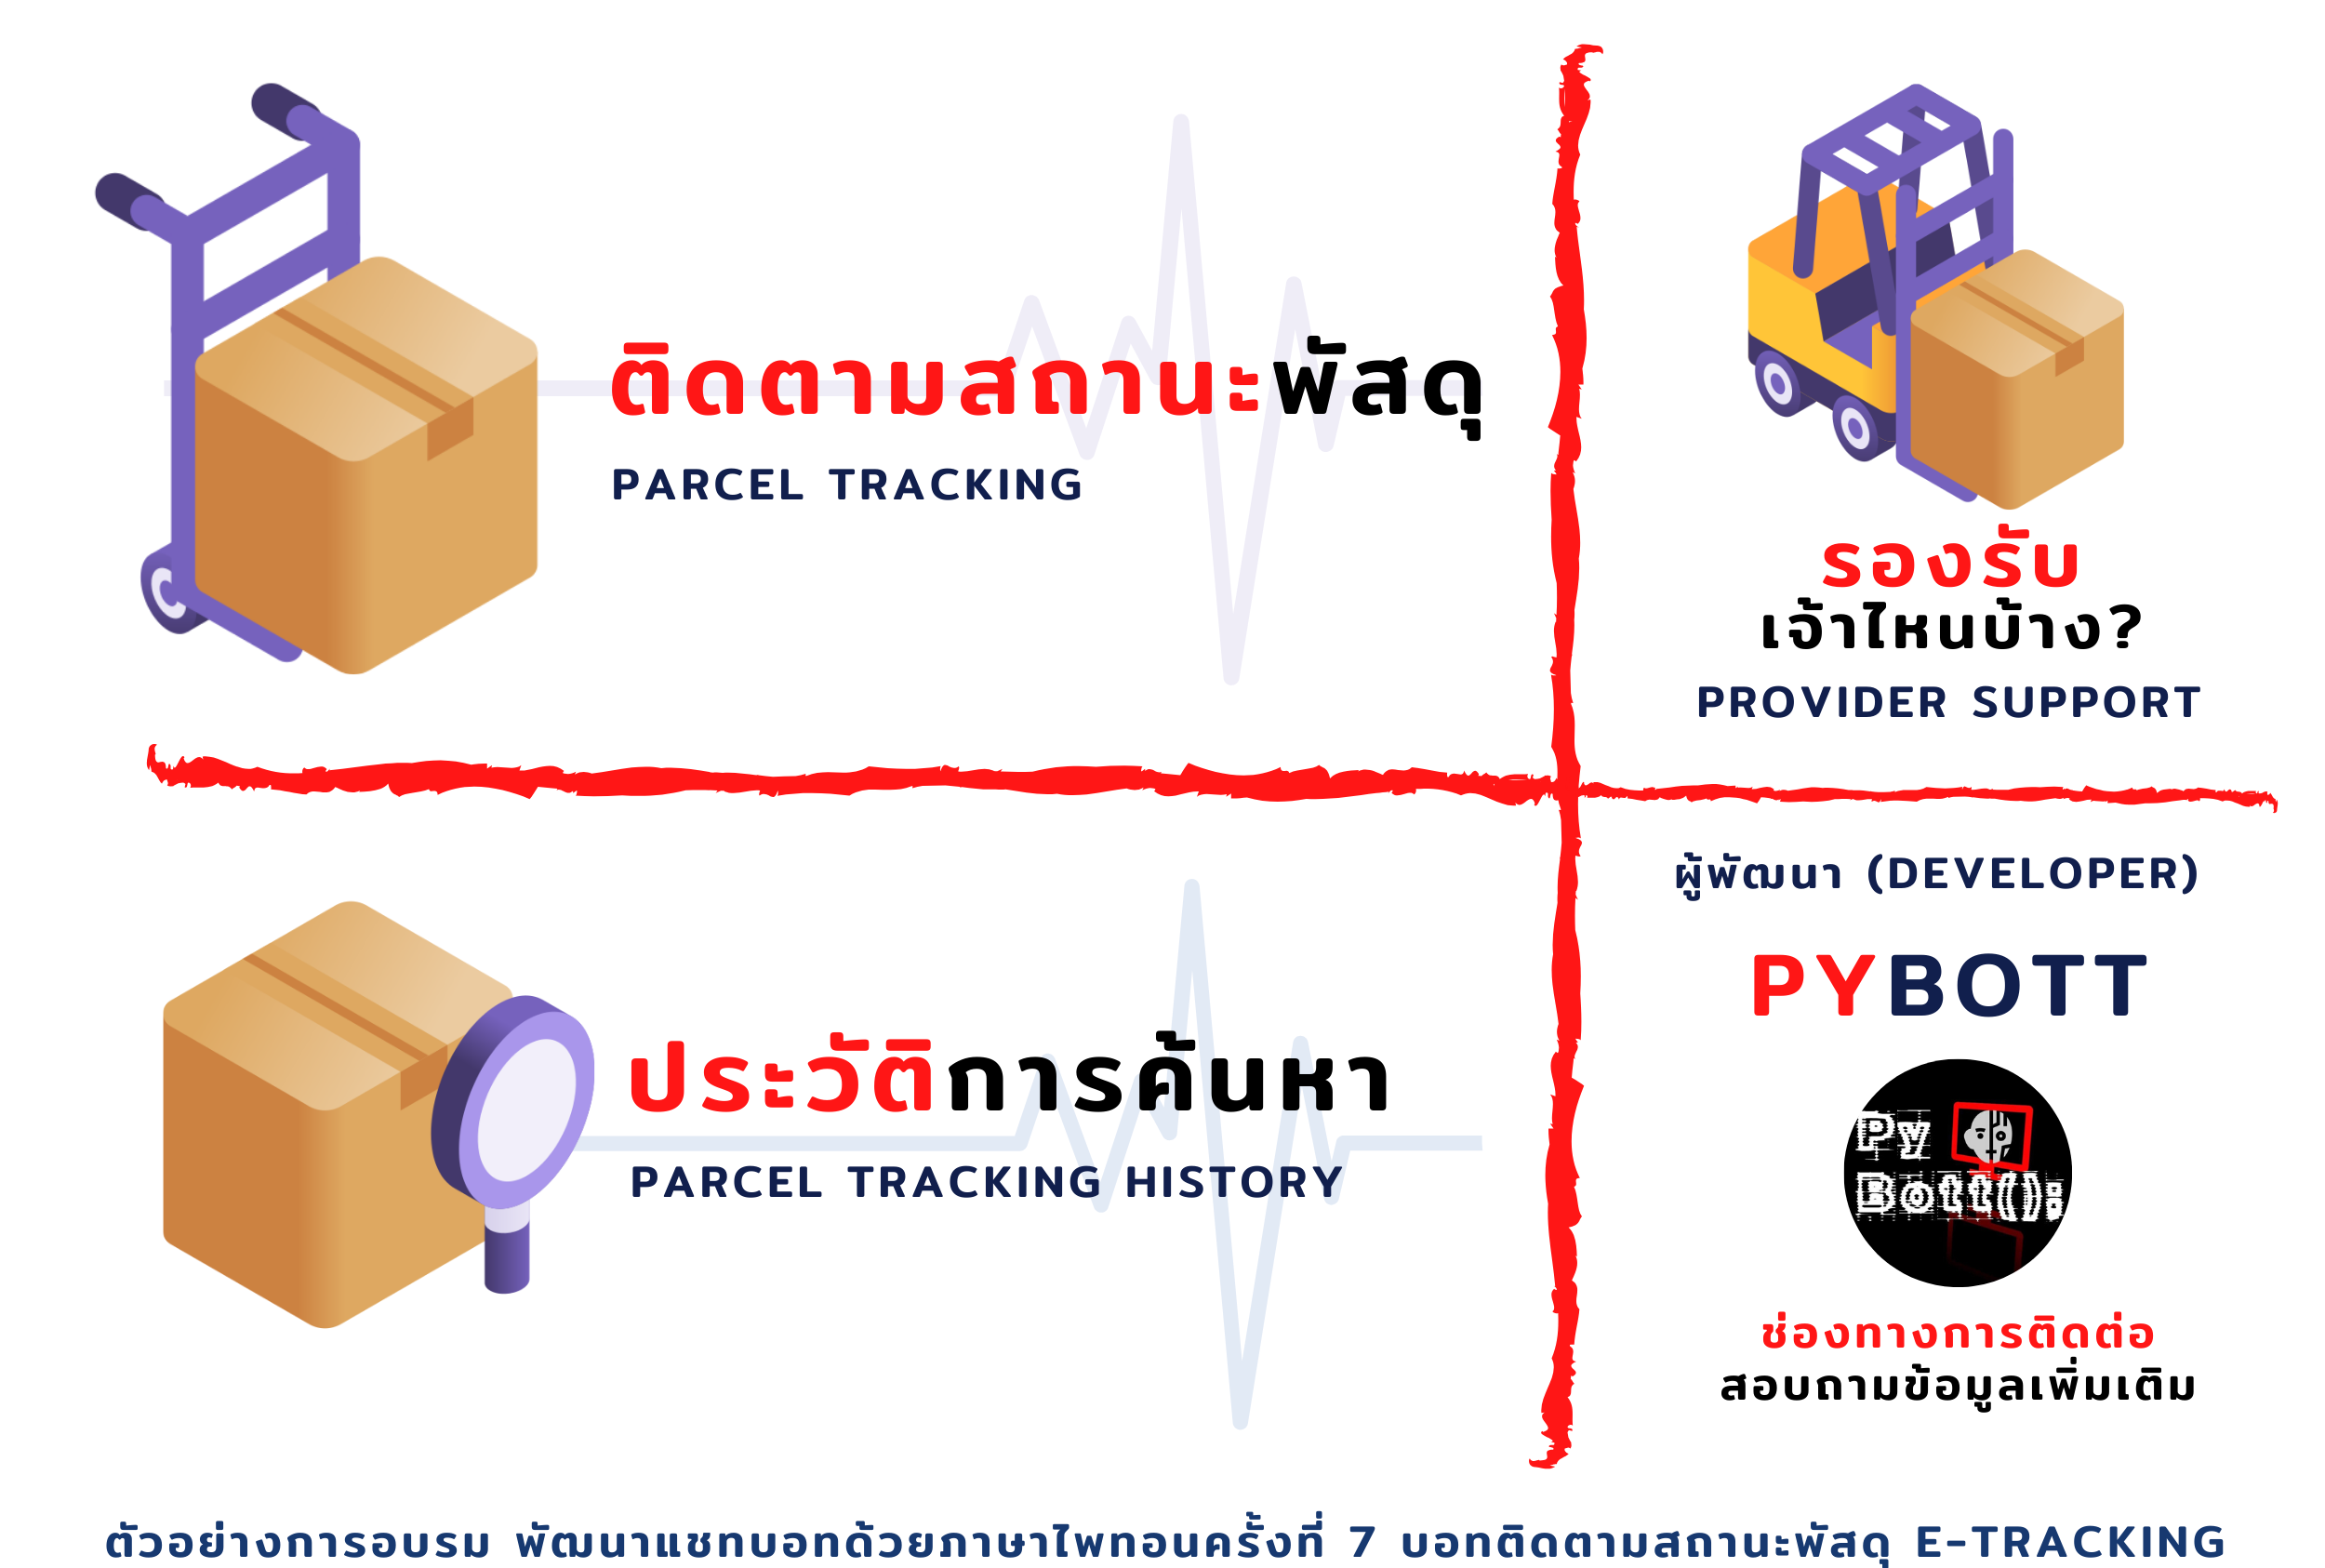 ติดตามสถานะพัสดุ
PARCEL TRACKING
รองรับ
เจ้าไหนบ้าง?
PROVIDER SUPPORT
ประวัติการค้นหา
PARCEL TRACKING HISTORY
ผู้พัฒนา (DEVELOPER)
PYBOTT
Py
Bott():
ช่องทางการติดต่อ
สอบถามข้อมูลเพิ่มเติม
ตัวอย่างการอบรม พัฒนาแชทบอทด้วยภาษาไพทอนครั้งที่ 7 บอทติดตามสถานะพัสดุ E-TRACKING